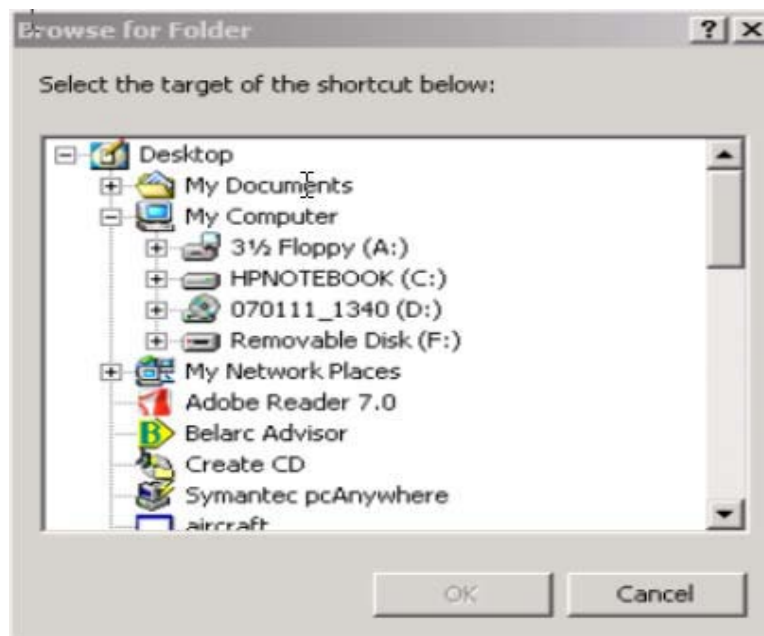 Browse for Folder
Select the target of the shortcut below:
Desktop
My Documents
My Computer
3½ Floppy (A:)
HPNOTEBOOK (C:)
070111_1340 (D:)
Removable Disk (F:)
My Network Places
Adobe Reader 7.0
Belarc Advisor
Create CD
Symantec pcAnywhere
aircraft
OK Cancel